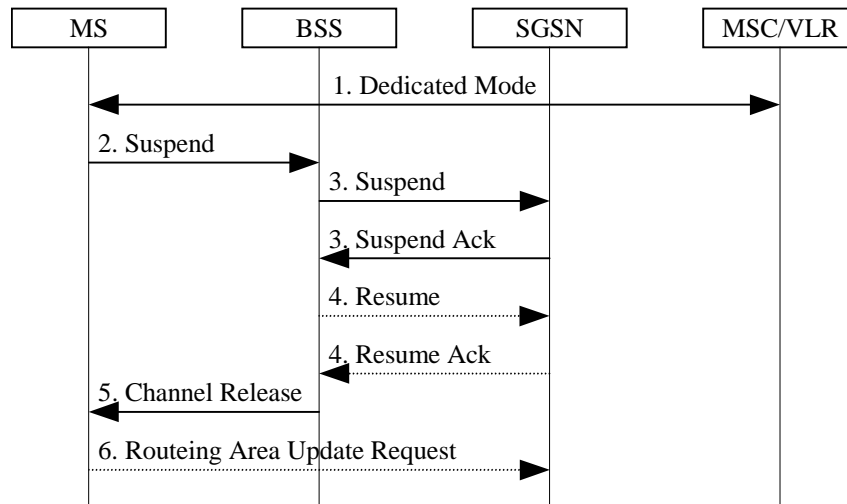 MS
BSS
SGSN
MSC/VLR
1. Dedicated Mode
2. Suspend
3. Suspend
3. Suspend Ack
4. Resume
4. Resume Ack
5. Channel Release
6. Routeing Area Update Request